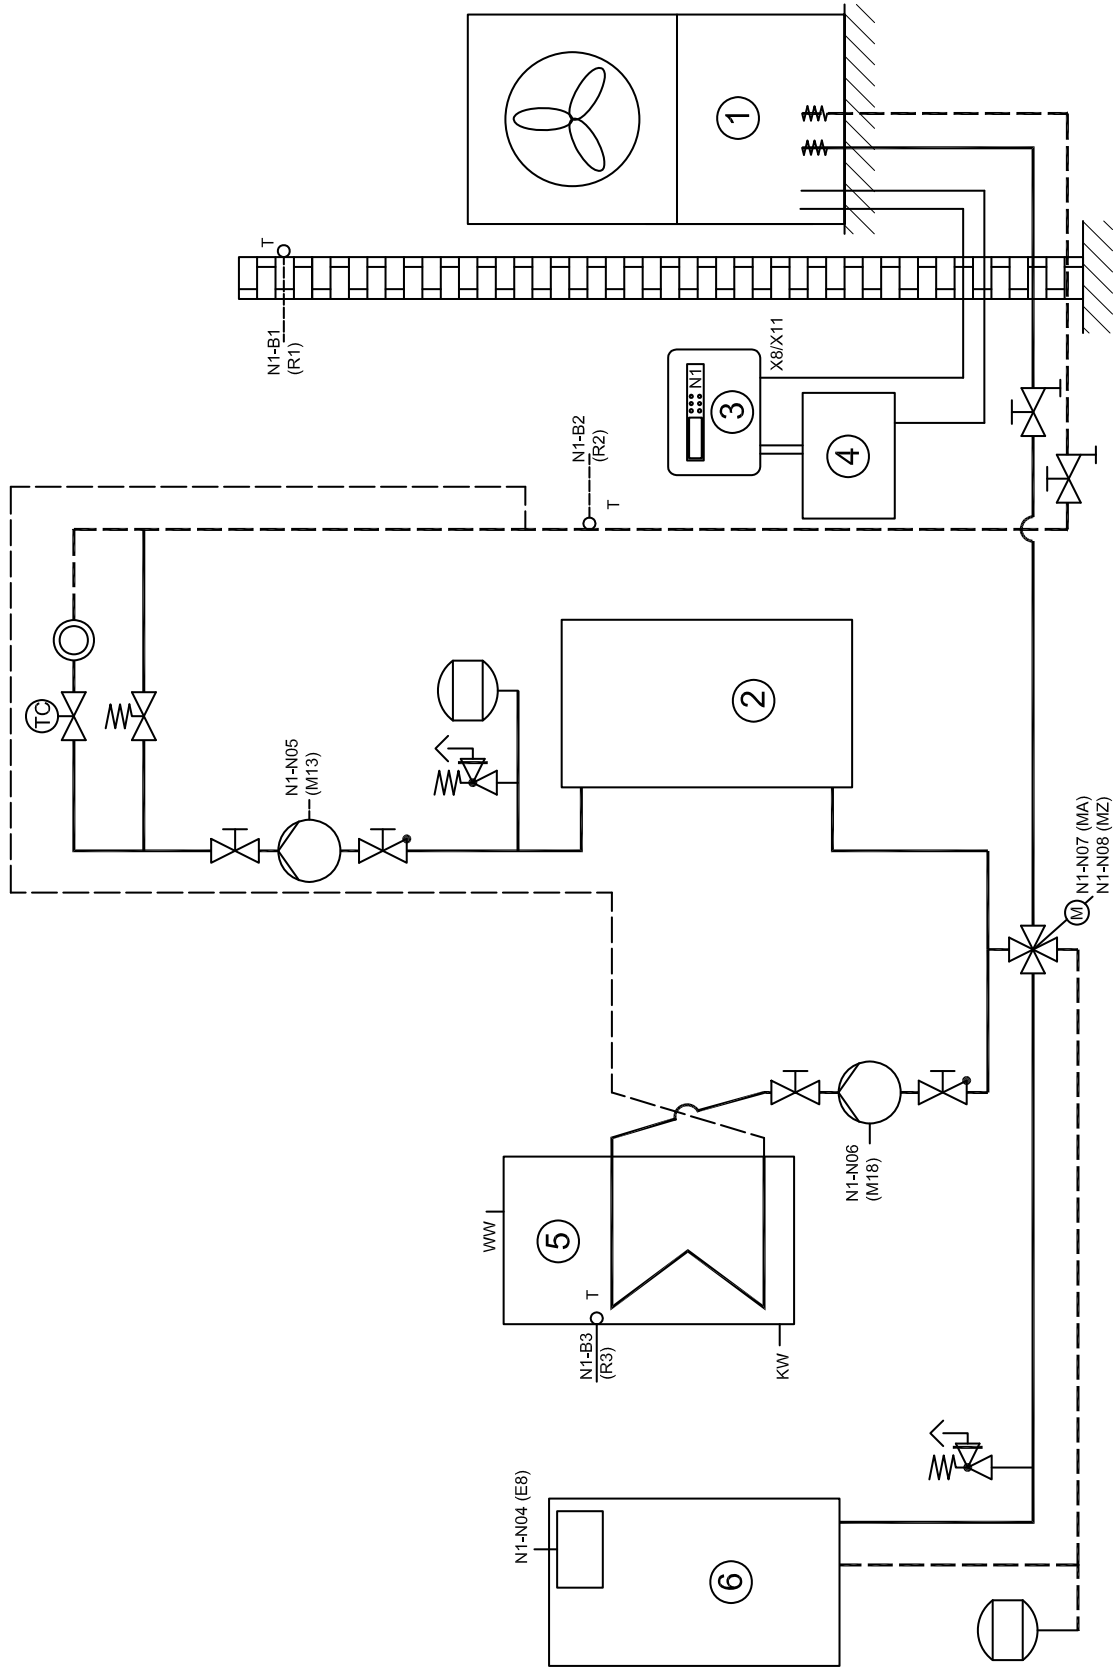 N1-B1
(R1)
T
1
N1
3
X8/X11
4
N1-B2
(R2)
T
TC
N1-N05
(M13)
2
N1-N07 (MA)
N1-N08 (MZ)
M
N1-N06
(M18)
WW
5
T
N1-B3
(R3)
KW
N1-N04 (E8)
6